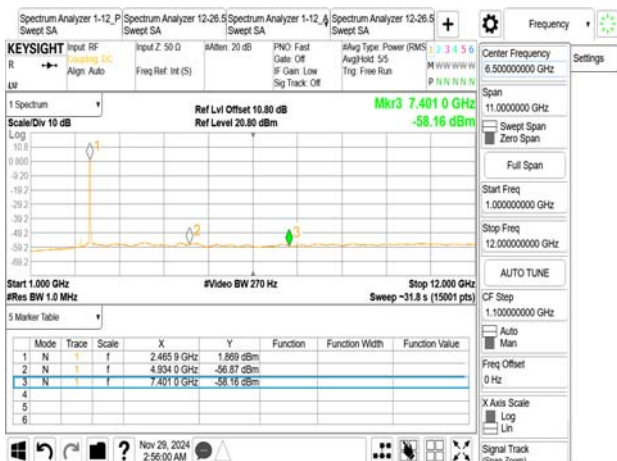 Spectrum Analyzer 1-12_P
Swept SA
Spectrum Analyzer 12-26.5
Swept SA
Spectrum Analyzer 1-12_A
Swept SA
Spectrum Analyzer 12-26.5
Swept SA
+
Frequency
KEYSIGHT
R
Input: RF
Coupling: DC
Align: Auto
Input Z: 50 Ω
Freq Ref: Int (S)
#Atten: 20 dB
PNO: Fast
Gate: Off
IF Gain: Low
Sig Track: Off
#Avg Type: Power (RMS
Avg|Hold: 5/5
Trig: Free Run
1 2 3 4 5 6
M W W W W W
P N N N N N
1 Spectrum
Scale/Div 10 dB
Log
Ref Lvl Offset 10.80 dB
Ref Level 20.80 dBm
Mkr3 7.401 0 GHz
-58.16 dBm
10.8
0.800
-9.20
-19.2
-29.2
-39.2
-49.2
-59.2
-69.2
1
2
3
Start 1.000 GHz
#Res BW 1.0 MHz
#Video BW 270 Hz
Stop 12.000 GHz
Sweep ~31.8 s (15001 pts)
5 Marker Table
Mode Trace Scale X Y Function Function Width Function Value
1 N 1 f 2.465 9 GHz 1.869 dBm
2 N 1 f 4.934 0 GHz -56.87 dBm
3 N 1 f 7.401 0 GHz -58.16 dBm
4
5
6
?
Nov 29, 2024
2:56:00 AM
Center Frequency
6.500000000 GHz
Settings
Span
11.0000000 GHz
Swept Span
Zero Span
Full Span
Start Freq
1.000000000 GHz
Stop Freq
12.000000000 GHz
AUTO TUNE
CF Step
1.100000000 GHz
Auto
Man
Freq Offset
0 Hz
X Axis Scale
Log
Lin
Signal Track
(Span Zoom)